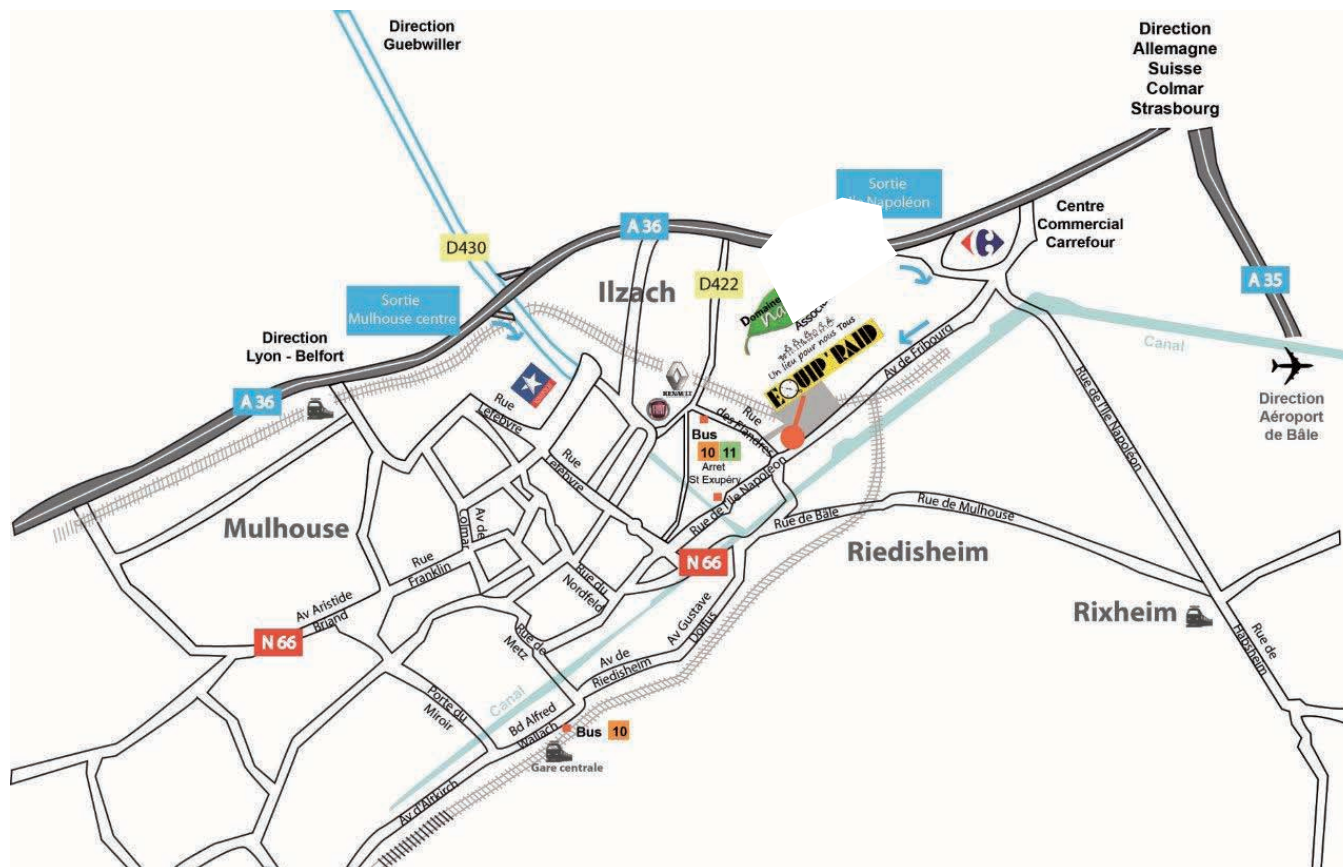 Direction
Guebwiller
Direction
Allemagne
Suisse
Colmar
Strasbourg
Sortie
Napoléon
Centre
Commercial
Carrefour
A 36
D430
Ilzach
D422
A 35
Sortie
Mulhouse centre
Domaine
Un lieu pour nous Tous
EQUIP'RAID
Av de Fribourg
Canal
Direction
Lyon - Belfort
A 36
RENAULT
FIAT
Direction
Aéroport
de Bâle
Rue
Lefebvre
Rue
Lefebvre
Rue
des Flandres
Bus
10 11
Arret
St Exupéry
Rue de l'Ile Napoléon
Rue de l'Ile Napoléon
Mulhouse
Av de
Colmar
Rue
Franklin
Rue de Bâle
Rue de Mulhouse
Riedisheim
N 66
Rue du
Nordfeld
Av Aristide
Briand
N 66
Rixheim
Rue de
Habsheim
Av Gustave
Dolfus
Rue de
Metz
Av de
Riedisheim
Porte du
Miroir
Canal
Bd Alfred
Wallach
Bus 10
Gare centrale
Av d'Altkirch